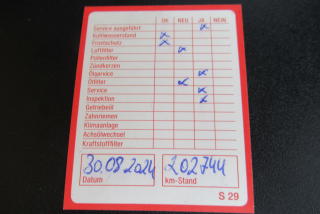 OK NEU JA NEIN
Service ausgeführt x
Kühlwasserstand x
Frostschutz x
Luftfilter x
Pollenfilter
Zündkerzen
Ölservice x
Ölfilter x
Service x
Inspektion x
Getriebeöl
Zahnriemen
Klimaanlage
Achsölwechsel
Kraftstofffilter
30.08.2024 202744
Datum km-Stand
S 29